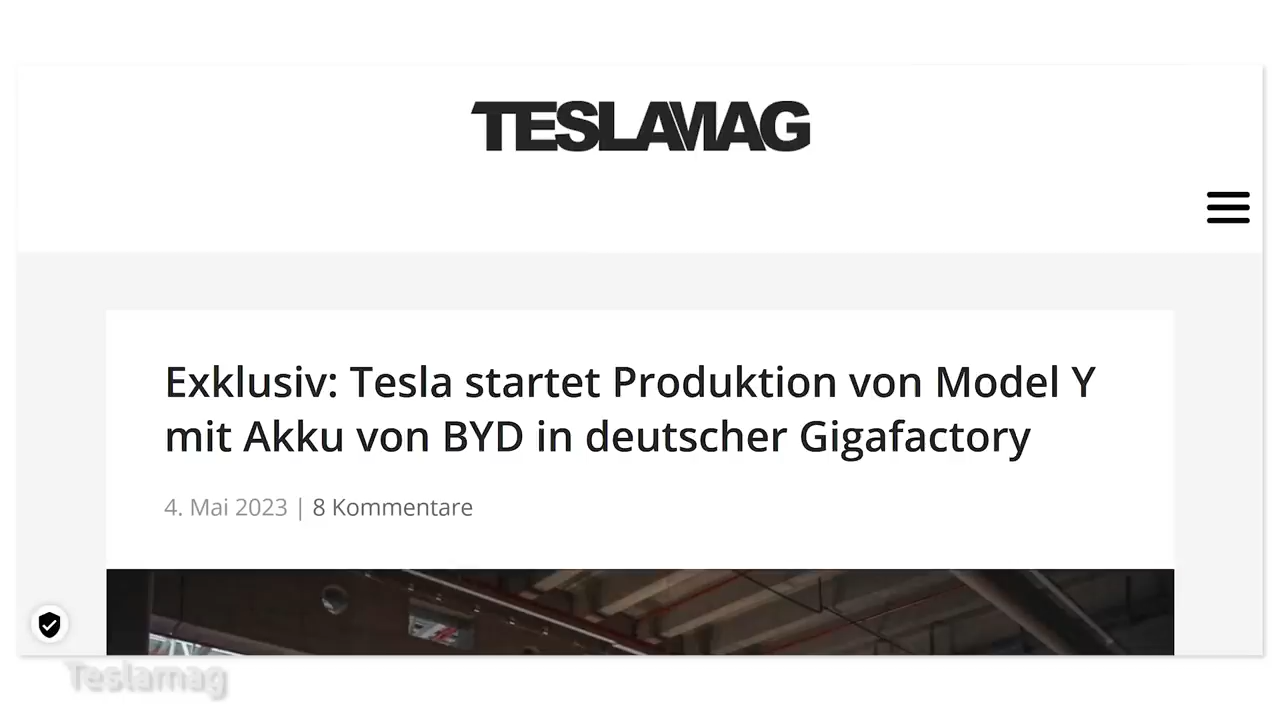 TESLAMAG
Exklusiv: Tesla startet Produktion von Model Y
mit Akku von BYD in deutscher Gigafactory
4. Mai 2023 | 8 Kommentare
Teslamag